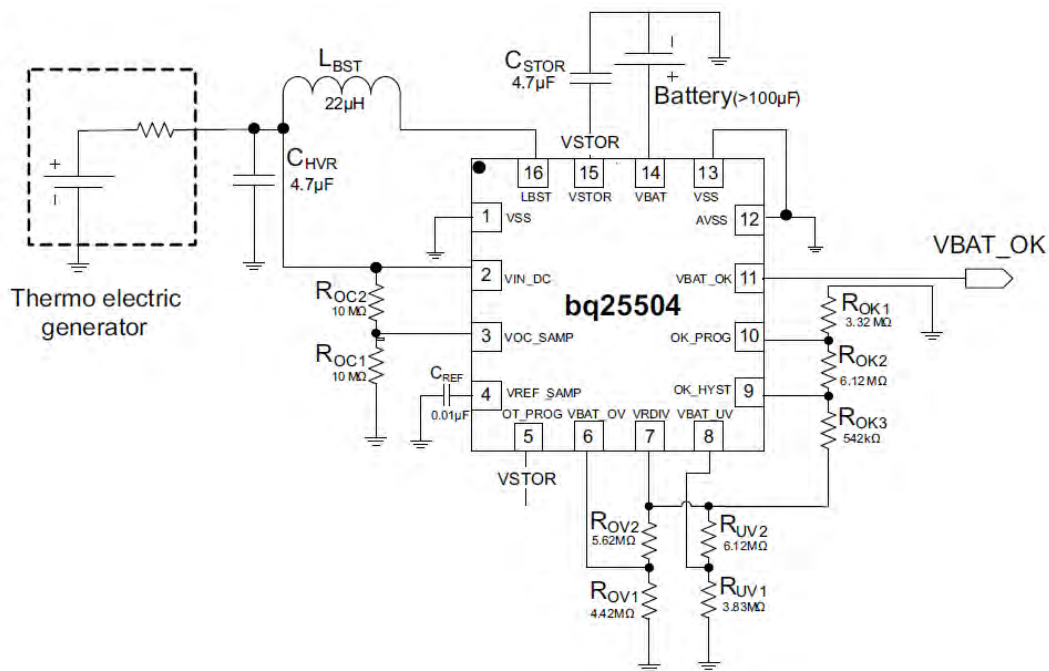 LBST
22µH
CSTOR
4.7µF
Battery(>100µF)
+
-
VSTOR
CHVR
4.7µF
+
-
Thermo electric
generator
16
15
14
13
LBST
VSTOR
VBAT
VSS
1
VSS
AVSS
12
VBAT_OK
2
VIN_DC
VBAT_OK
11
bq25504
ROC2
10 MΩ
3
VOC_SAMP
OK_PROG
10
ROK1
3.32MΩ
ROC1
10 MΩ
ROK2
6.12MΩ
CREF
0.01µF
4
VREF_SAMP
OK_HYST
9
ROK3
542kΩ
OT_PROG
VBAT_OV
VRDIV
VBAT_UV
5
6
7
8
VSTOR
ROV2
5.62MΩ
RUV2
6.12MΩ
ROV1
4.42MΩ
RUV1
3.83MΩ